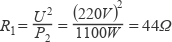 R₁ = U²/P₂ = (220V)²/1100W = 44Ω